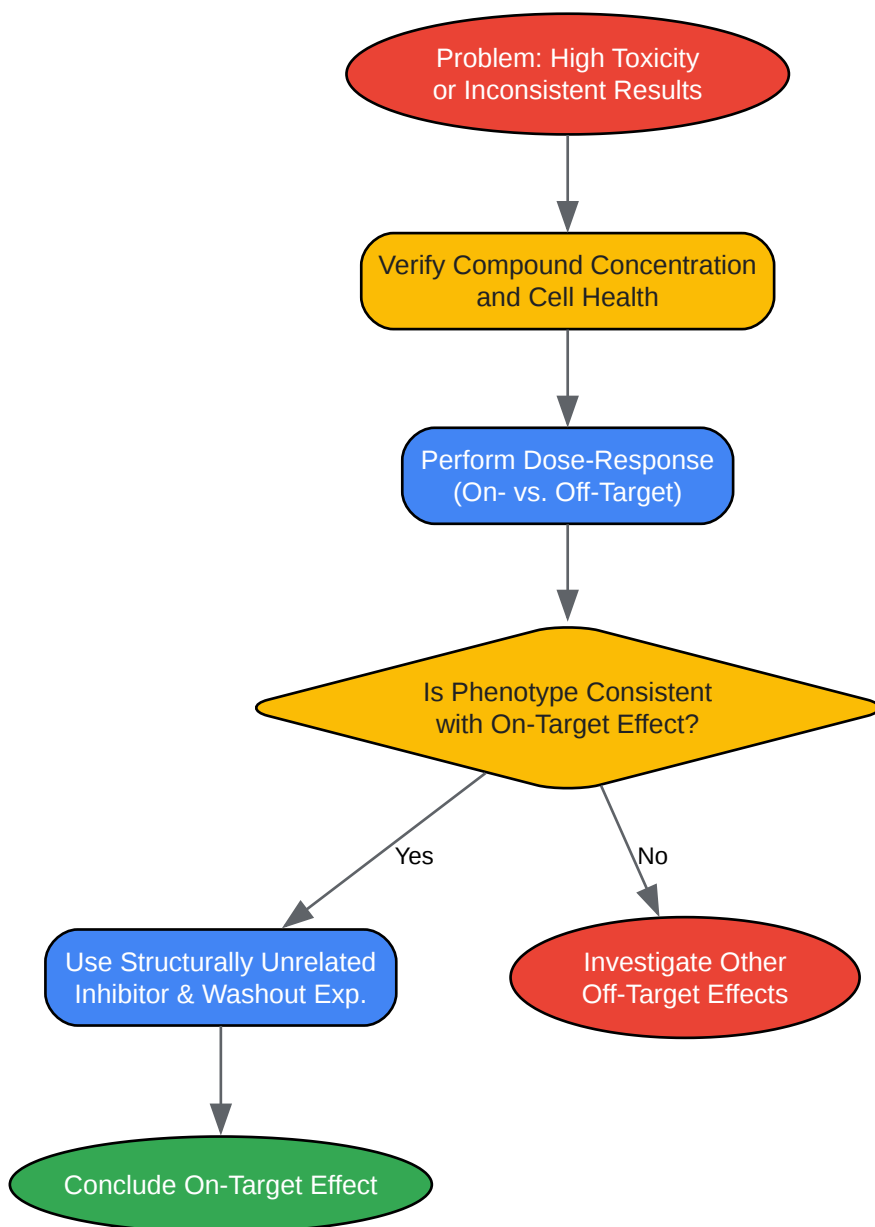 Problem: High Toxicity
or Inconsistent Results
Verify Compound Concentration
and Cell Health
Perform Dose-Response
(On- vs. Off-Target)
Is Phenotype Consistent
with On-Target Effect?
Yes
No
Use Structurally Unrelated
Inhibitor & Washout Exp.
Investigate Other
Off-Target Effects
Conclude On-Target Effect